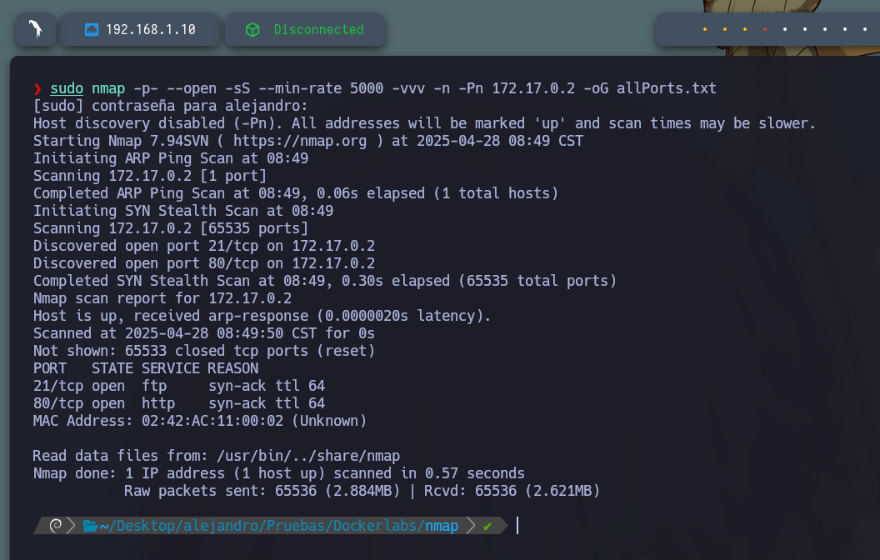 192.168.1.10 Disconnected
❯ sudo nmap -p- --open -sS --min-rate 5000 -vvv -n -Pn 172.17.0.2 -oG allPorts.txt
[sudo] contraseña para alejandro:
Host discovery disabled (-Pn). All addresses will be marked 'up' and scan times may be slower.
Starting Nmap 7.94SVN ( https://nmap.org ) at 2025-04-28 08:49 CST
Initiating ARP Ping Scan at 08:49
Scanning 172.17.0.2 [1 port]
Completed ARP Ping Scan at 08:49, 0.06s elapsed (1 total hosts)
Initiating SYN Stealth Scan at 08:49
Scanning 172.17.0.2 [65535 ports]
Discovered open port 21/tcp on 172.17.0.2
Discovered open port 80/tcp on 172.17.0.2
Completed SYN Stealth Scan at 08:49, 0.30s elapsed (65535 total ports)
Nmap scan report for 172.17.0.2
Host is up, received arp-response (0.0000020s latency).
Scanned at 2025-04-28 08:49:50 CST for 0s
Not shown: 65533 closed tcp ports (reset)
PORT   STATE SERVICE REASON
21/tcp open  ftp     syn-ack ttl 64
80/tcp open  http    syn-ack ttl 64
MAC Address: 02:42:AC:11:00:02 (Unknown)
Read data files from: /usr/bin/../share/nmap
Nmap done: 1 IP address (1 host up) scanned in 0.57 seconds
Raw packets sent: 65536 (2.884MB) | Rcvd: 65536 (2.621MB)
~/Desktop/alejandro/Pruebas/Dockerlabs/nmap ✔